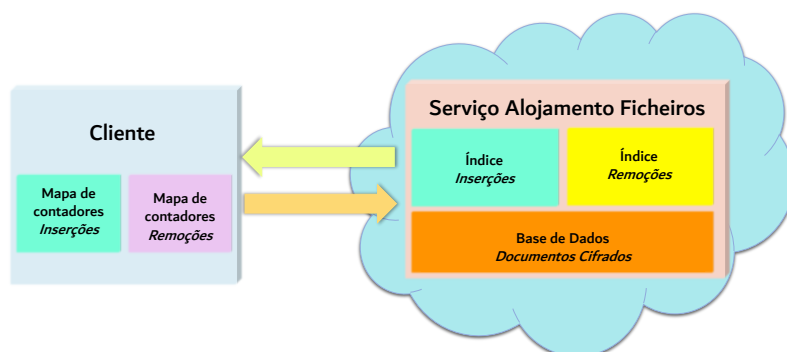 Cliente
Mapa de
contadores
Inserções
Mapa de
contadores
Remoções
Serviço Alojamento Ficheiros
Índice
Inserções
Índice
Remoções
Base de Dados
Documentos Cifrados